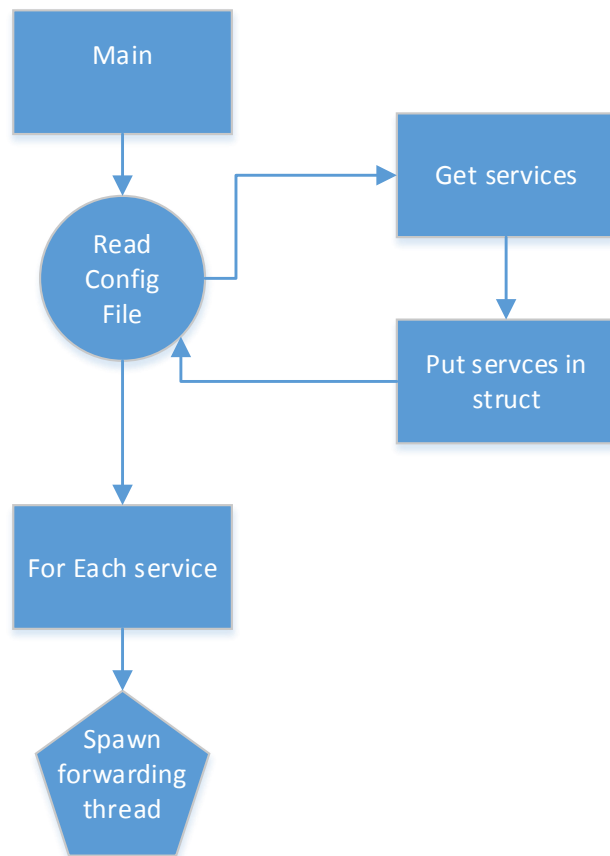 Main
Read
Config
File
Get services
Put servces in
struct
For Each service
Spawn
forwarding
thread